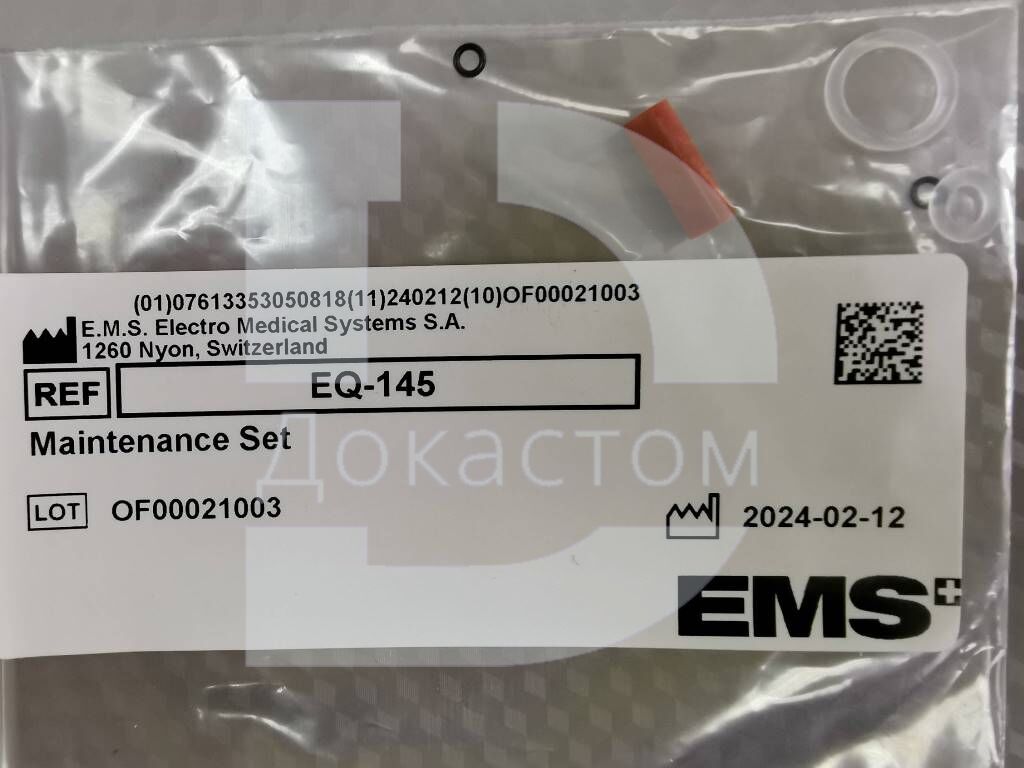 (01)07613353050818(11)240212(10)OF00021003
E.M.S. Electro Medical Systems S.A.
1260 Nyon, Switzerland
REF EQ-145
Maintenance Set
Докастом
LOT OF00021003
2024-02-12
EMS